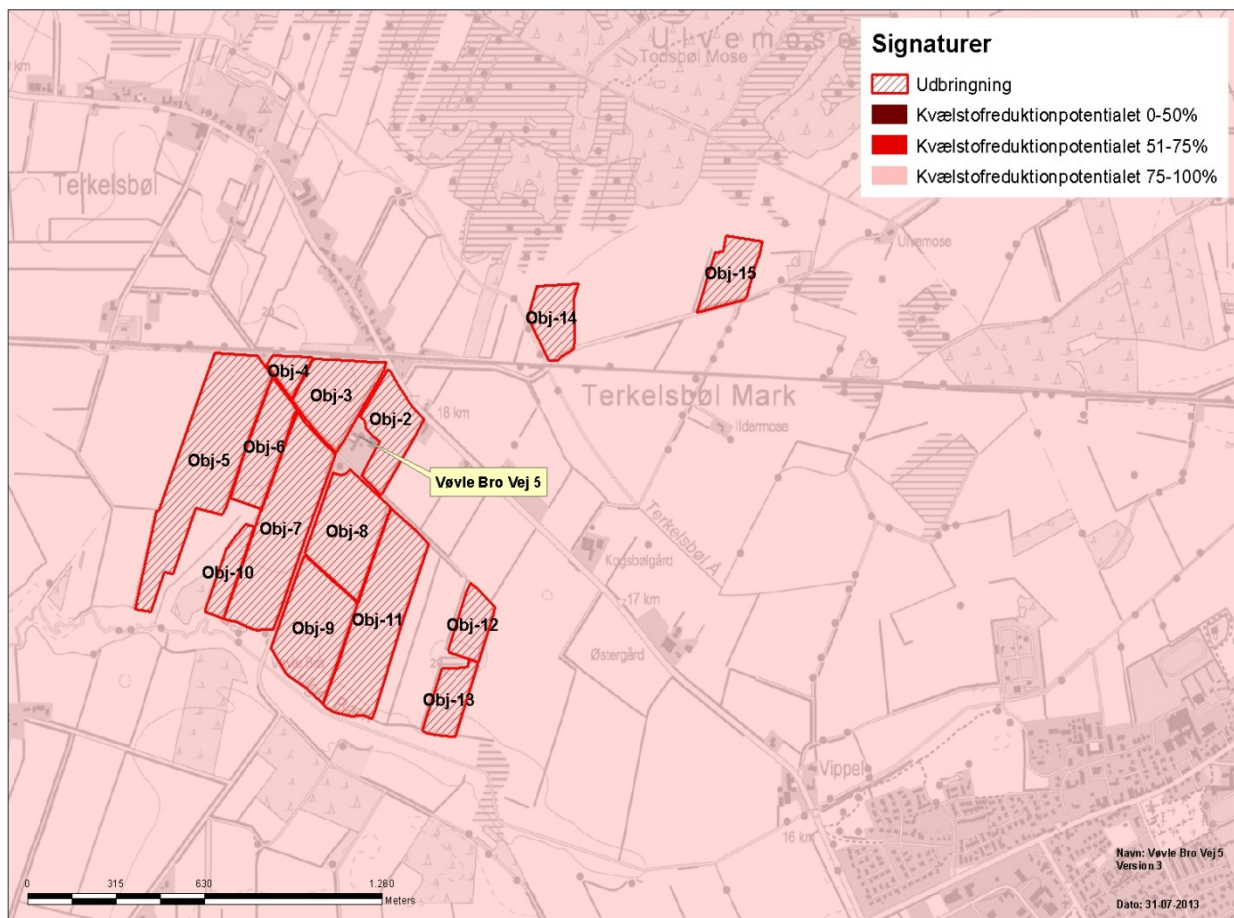 Signaturer
Udbringning
Kvælstofreduktionpotentialet 0-50%
Kvælstofreduktionpotentialet 51-75%
Kvælstofreduktionpotentialet 75-100%
Ulvemose
Todsbøl Mose
Terkelsbøl
Ulvemose
Obj-15
Obj-14
Obj-4
Obj-3
Terkelsbøl Mark
Obj-2
18 km
Ildermose
Obj-5
Obj-6
Vøvle Bro Vej 5
Obj-7
Obj-8
Terkelsbøl Å
Kogsbølgård
Obj-10
17 km
Obj-9
Obj-11
Obj-12
Østergård
Obj-13
Vippel
16 km
Navn: Vøvle Bro Vej 5
Version 3
Dato: 31-07-2013
0 315 630 1.260
Meters